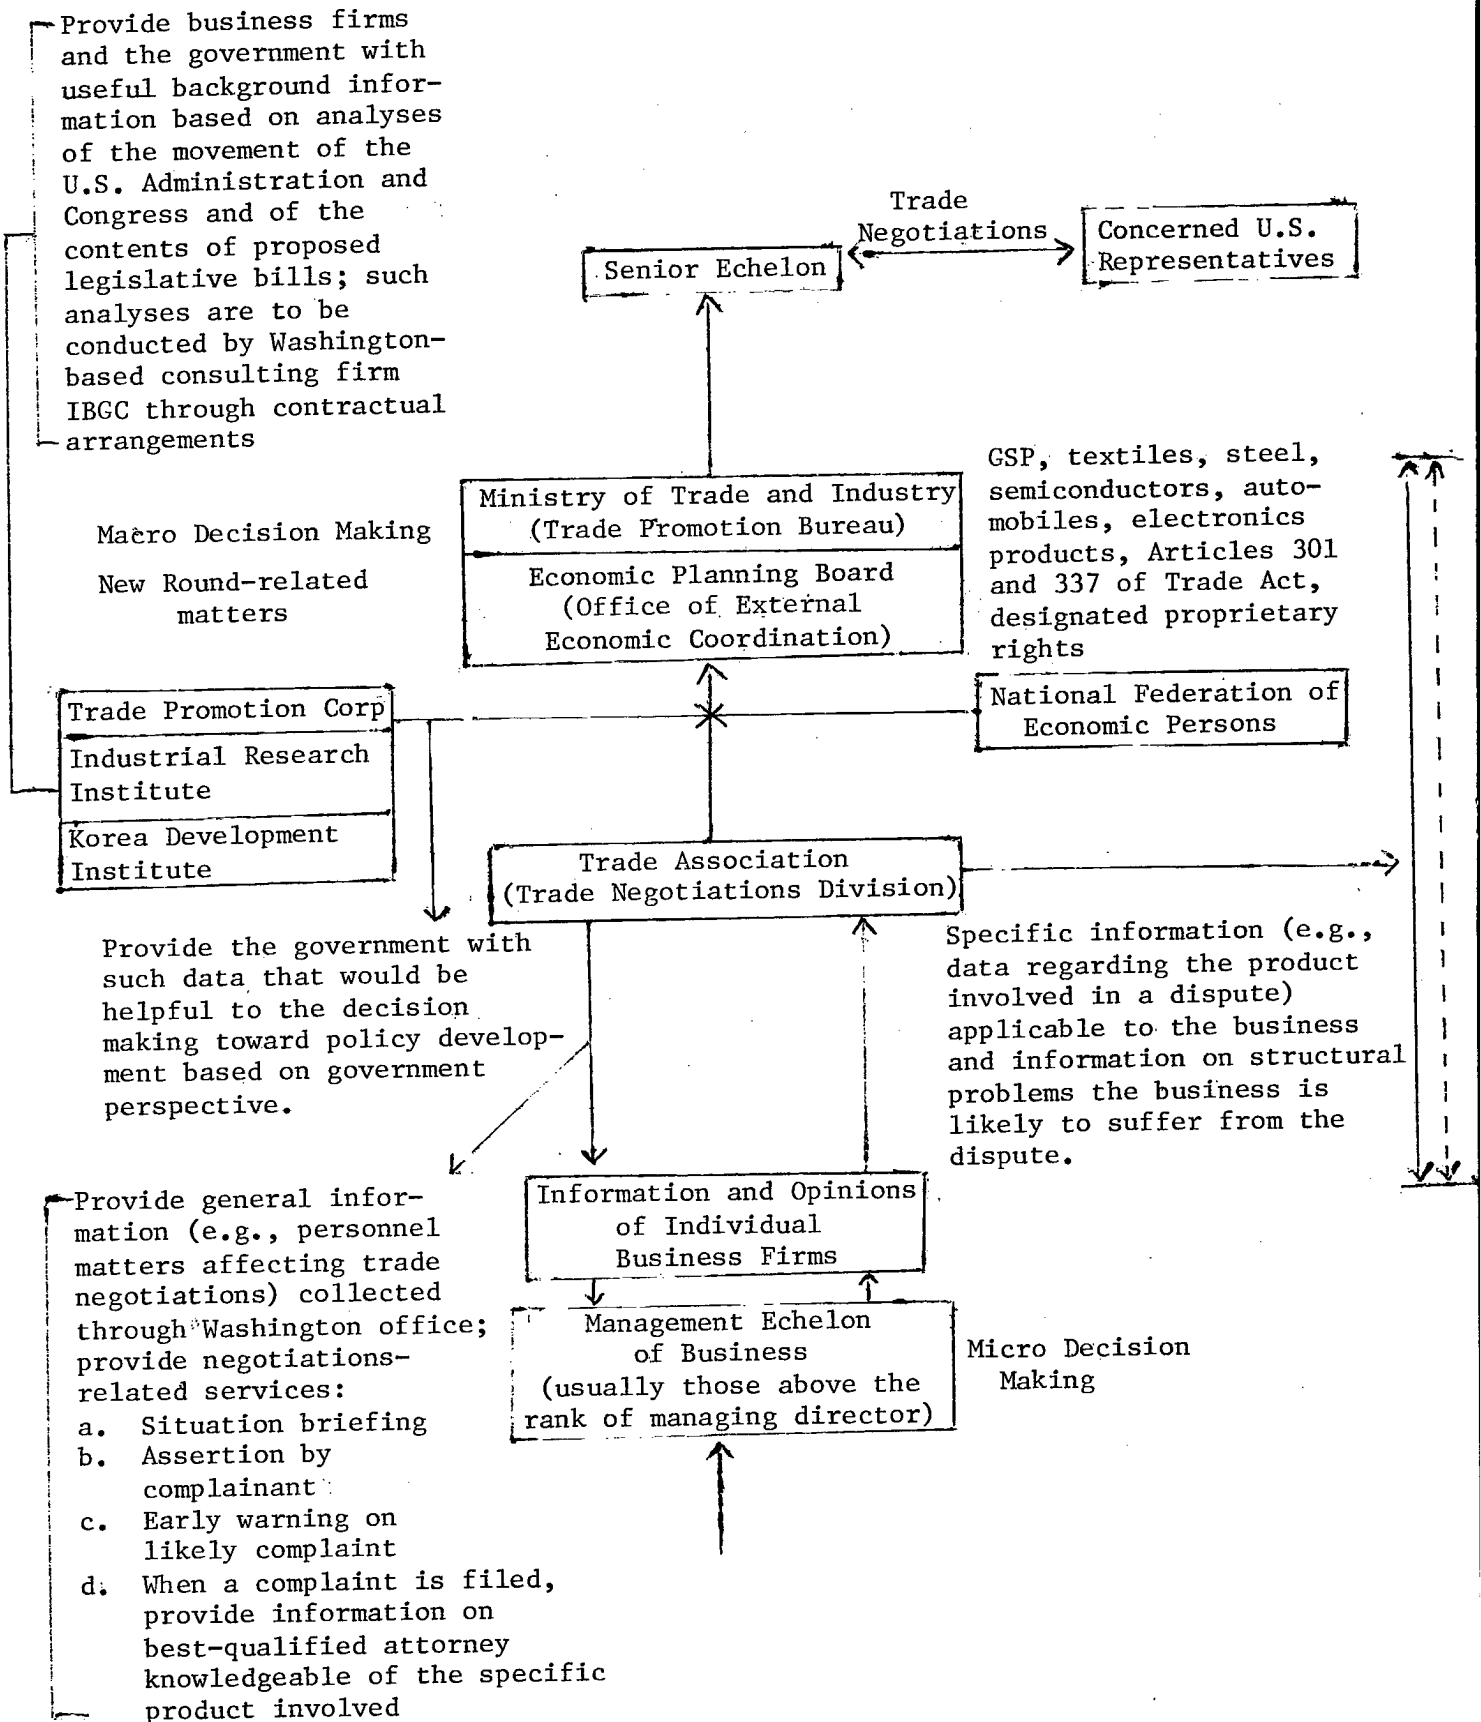 Provide business firms
and the government with
useful background infor-
mation based on analyses
of the movement of the
U.S. Administration and
Congress and of the
contents of proposed
legislative bills; such
analyses are to be
conducted by Washington-
based consulting firm
IBGC through contractual
arrangements
Trade
Negotiations
Senior Echelon
Concerned U.S.
Representatives
Macro Decision Making
New Round-related
matters
Ministry of Trade and Industry
(Trade Promotion Bureau)
Economic Planning Board
(Office of External
Economic Coordination)
GSP, textiles, steel,
semiconductors, auto-
mobiles, electronics
products, Articles 301
and 337 of Trade Act,
designated proprietary
rights
Trade Promotion Corp
Industrial Research
Institute
Korea Development
Institute
National Federation of
Economic Persons
Trade Association
(Trade Negotiations Division)
Provide the government with
such data that would be
helpful to the decision
making toward policy develop-
ment based on government
perspective.
Specific information (e.g.,
data regarding the product
involved in a dispute)
applicable to the business
and information on structural
problems the business is
likely to suffer from the
dispute.
Information and Opinions
of Individual
Business Firms
Management Echelon
of Business
(usually those above the
rank of managing director)
Micro Decision
Making
Provide general infor-
mation (e.g., personnel
matters affecting trade
negotiations) collected
through Washington office;
provide negotiations-
related services:
a. Situation briefing
b. Assertion by
complainant
c. Early warning on
likely complaint
d. When a complaint is filed,
provide information on
best-qualified attorney
knowledgeable of the specific
product involved